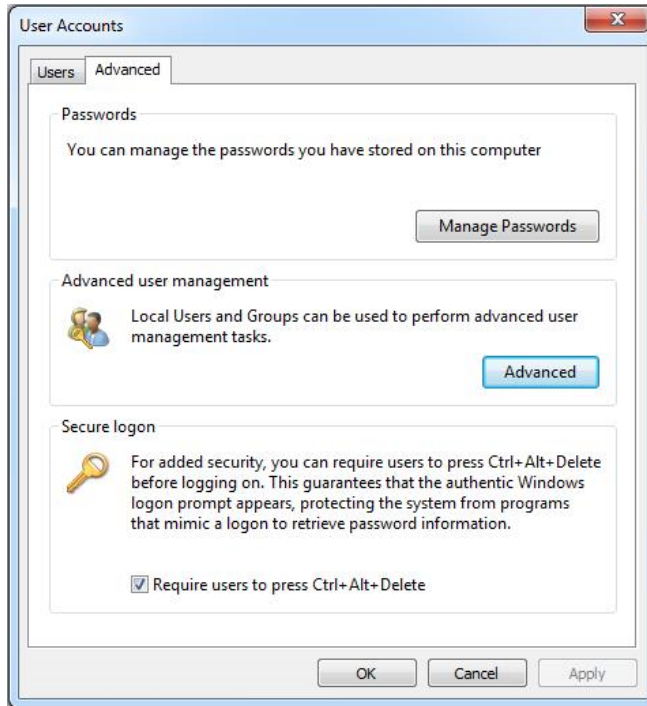 User Accounts
Users
Advanced
Passwords
You can manage the passwords you have stored on this computer
Manage Passwords
Advanced user management
Local Users and Groups can be used to perform advanced user
management tasks.
Advanced
Secure logon
For added security, you can require users to press Ctrl+Alt+Delete
before logging on. This guarantees that the authentic Windows
logon prompt appears, protecting the system from programs
that mimic a logon to retrieve password information.
Require users to press Ctrl+Alt+Delete
OK
Cancel
Apply